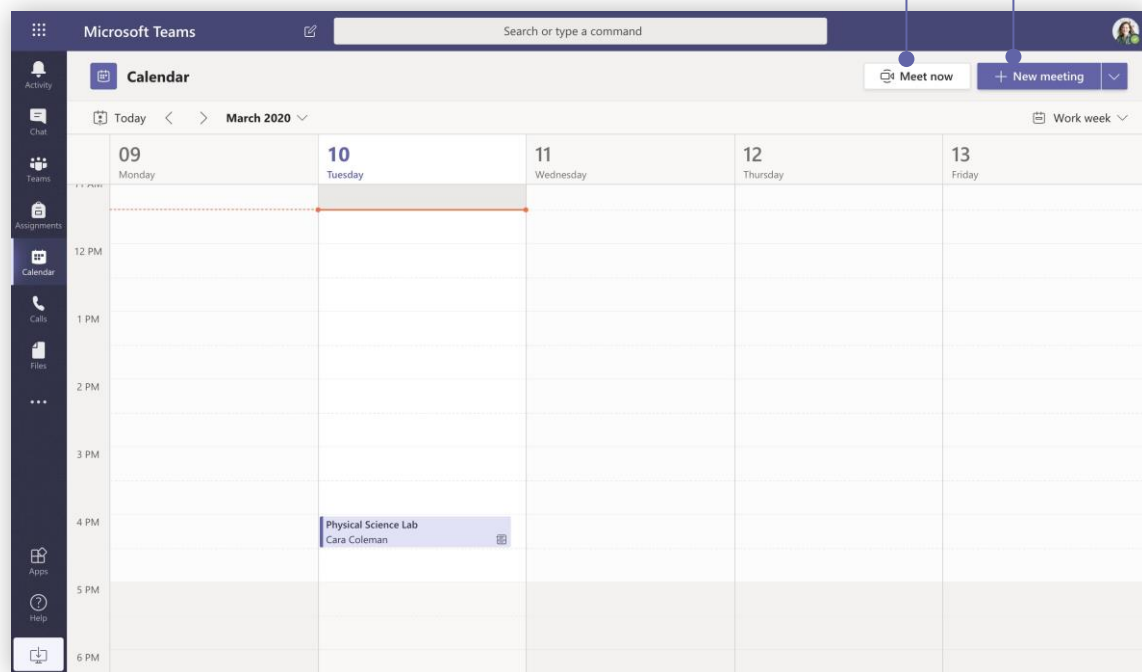 Microsoft Teams
Search or type a command
Activity
Chat
Teams
Assignments
Calendar
Calls
Files
Apps
Help
Calendar
Meet now
New meeting
Today
March 2020
Work week
09
Monday
10
Tuesday
11
Wednesday
12
Thursday
13
Friday
11 AM
12 PM
1 PM
2 PM
3 PM
4 PM
Physical Science Lab
Cara Coleman
5 PM
6 PM